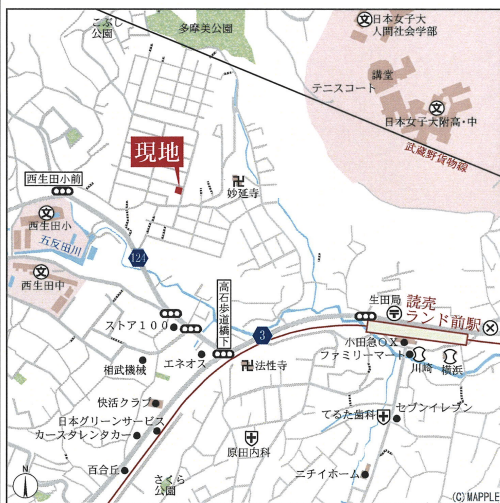 こぶし
公園
多摩美公園
日本女子大
人間社会学部
講堂
テニスコート
日本女子大附高・中
武蔵野貨物線
現地
西生田小前
妙延寺
西生田小
五反田川
西生田中
124
高石歩道橋下
3
生田局
読売
ランド前駅
ストア100
小田急OX
ファミリーマート
川崎
横浜
エネオス
法性寺
相武機械
快活クラブ
日本グリーンサービス
カースタレンタカー
てるた歯科
セブンイレブン
原田内科
百合丘
さくら
公園
ニチイホーム
N
(C)MAPPLE